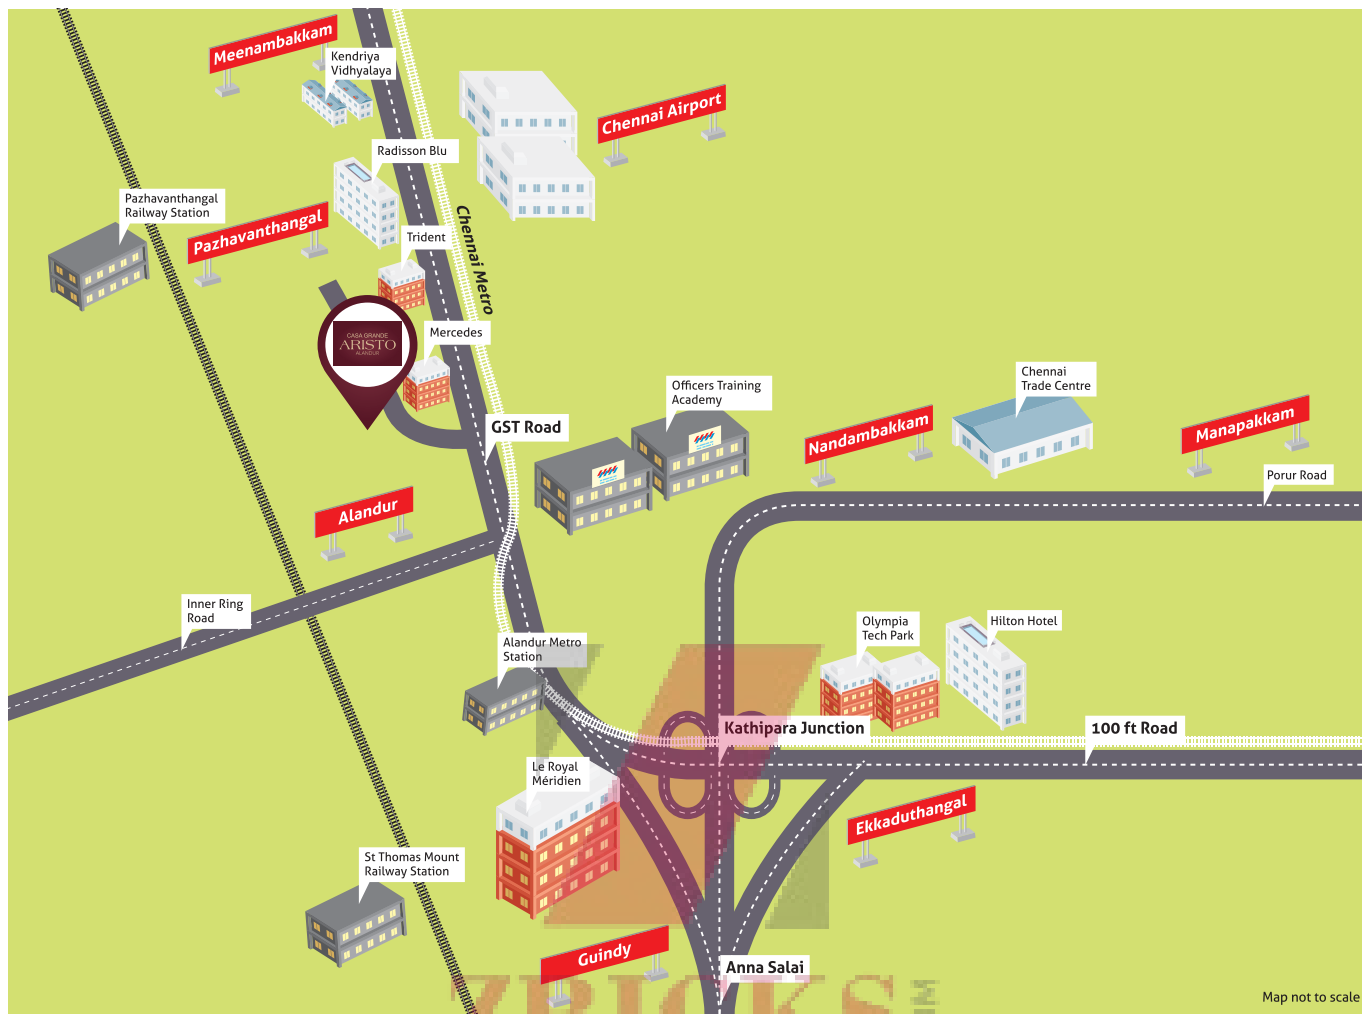 Meenambakkam
Kendriya
Vidhyalaya
Chennai Airport
Radisson Blu
Pazhavanthangal
Railway Station
Pazhavanthangal
Trident
Chennai Metro
CASA GRANDE
ARISTO
ALANDUR
Mercedes
Officers Training
Academy
Chennai
Trade Centre
GST Road
Nandambakkam
Manapakkam
Porur Road
Alandur
Inner Ring
Road
Alandur Metro
Station
Olympia
Tech Park
Hilton Hotel
Kathipara Junction
100 ft Road
Le Royal
Méridien
Ekkaduthangal
St Thomas Mount
Railway Station
Guindy
Anna Salai
ZRICKS
Map not to scale